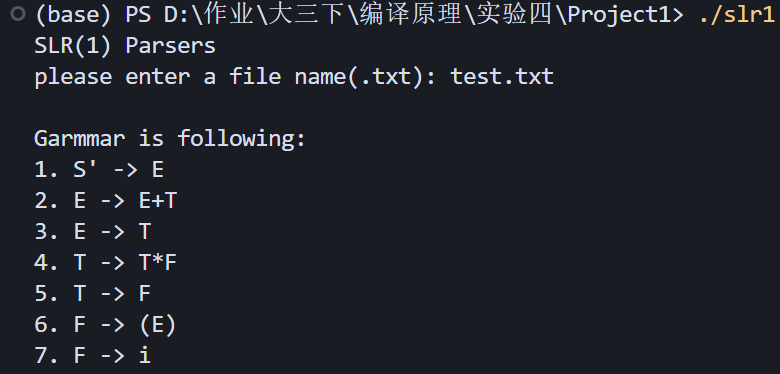 (base) PS D:\作业\大三下\编译原理\实验四\Project1> ./slr1
SLR(1) Parsers
please enter a file name(.txt): test.txt
Garmmar is following:
1. S' -> E
2. E -> E+T
3. E -> T
4. T -> T*F
5. T -> F
6. F -> (E)
7. F -> i